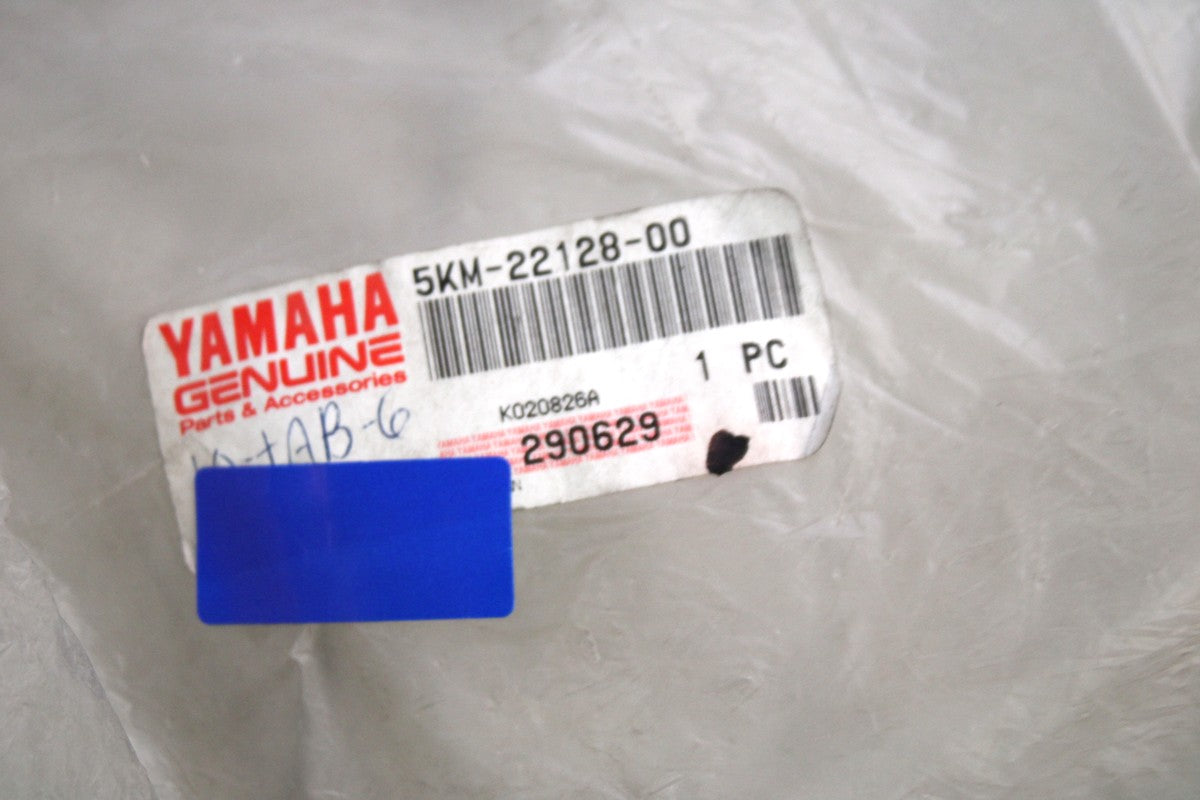 5KM-22128-00
YAMAHA
GENUINE
Parts & Accessories
1 PC
K020826A
290629